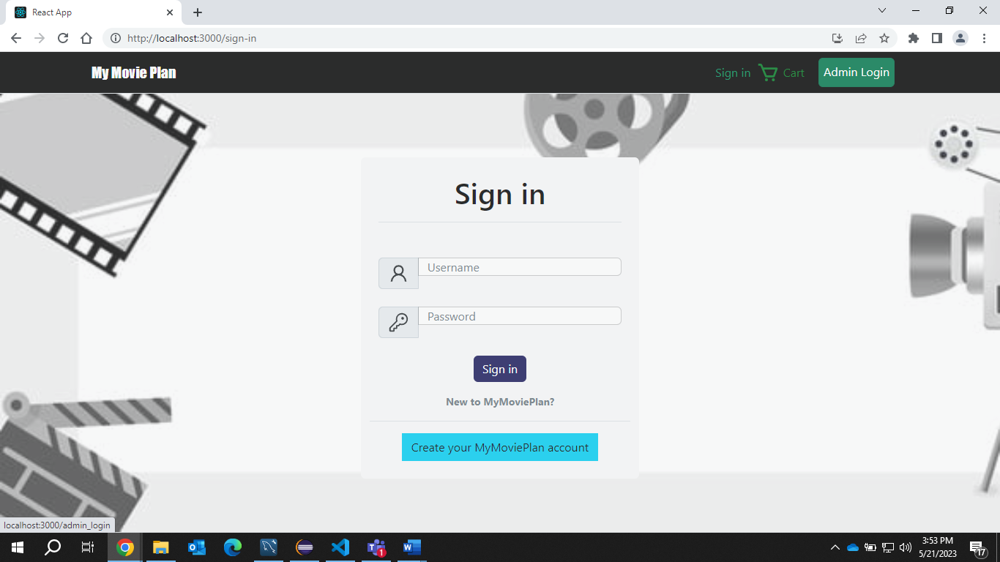 React App
http://localhost:3000/sign-in
My Movie Plan
Sign in
Cart
Admin Login
Sign in
Username
Password
Sign in
New to MyMoviePlan?
Create your MyMoviePlan account
localhost:3000/admin_login
1
3:53 PM
5/21/2023
17